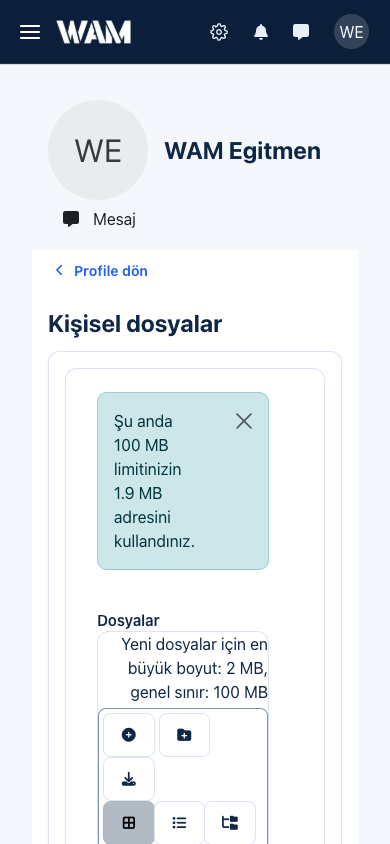 WAM
WE
WE
WAM Egitmen
Mesaj
Profile dön
Kişisel dosyalar
Şu anda
100 MB
limitinizin
1.9 MB
adresini
kullandınız.
Dosyalar
Yeni dosyalar için en
büyük boyut: 2 MB,
genel sınır: 100 MB